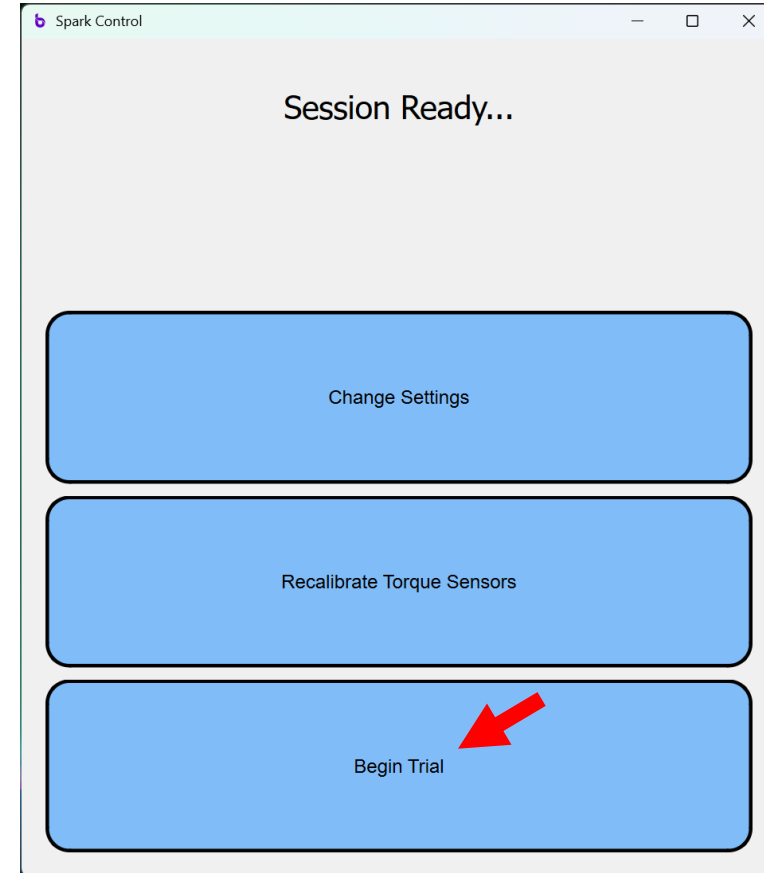 Spark Control
Session Ready...
Change Settings
Recalibrate Torque Sensors
Begin Trial